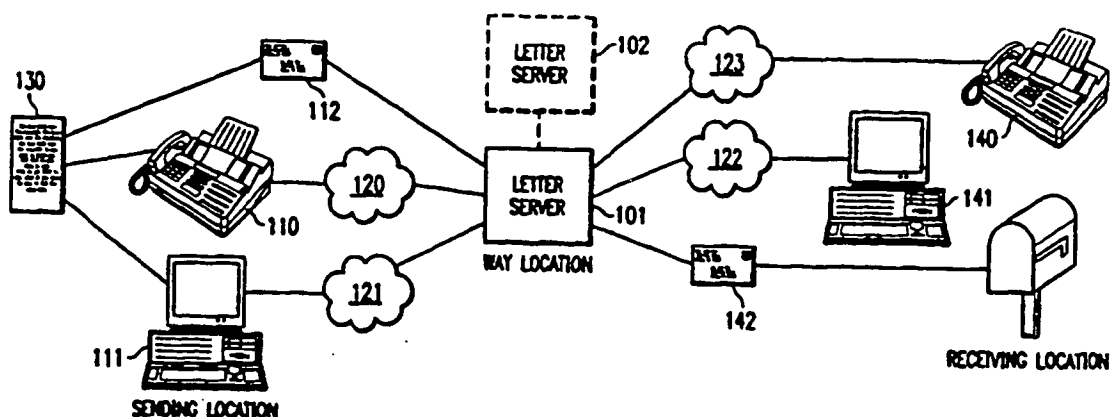 130
112
110
120
111
121
SENDING LOCATION
LETTER
SERVER
102
LETTER
SERVER
101
WAY LOCATION
123
122
140
141
142
RECEIVING LOCATION